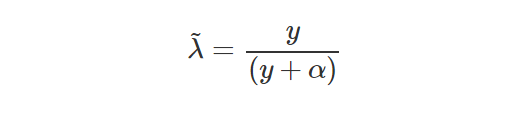 λ̃ = y / (y + α)